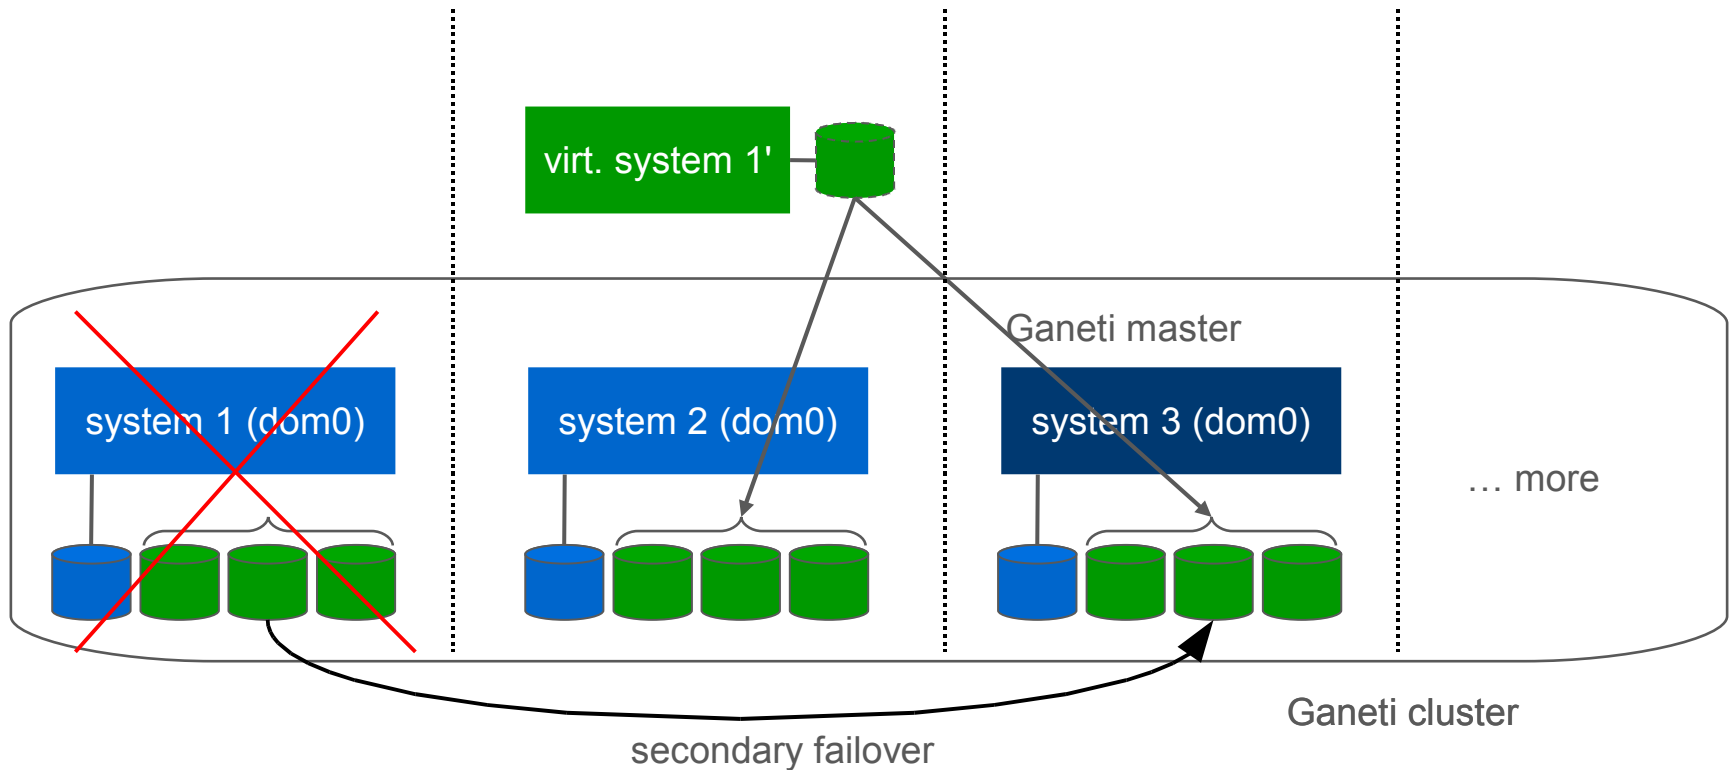 virt. system 1'
Ganeti master
system 1 (dom0)
system 2 (dom0)
system 3 (dom0)
… more
Ganeti cluster
secondary failover